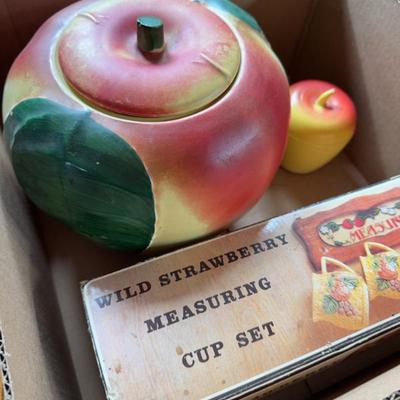 WILD STRAWBERRY
MEASURING
CUP SET